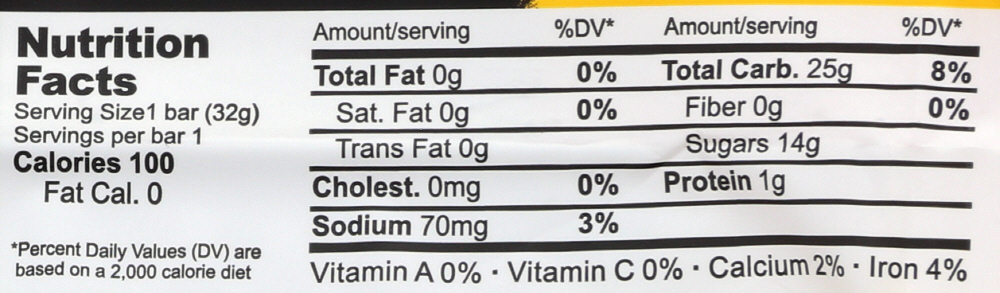 Nutrition
Facts
Serving Size1 bar (32g)
Servings per bar 1
Calories 100
Fat Cal. 0
*Percent Daily Values (DV) are
based on a 2,000 calorie diet
Amount/serving %DV* Amount/serving %DV*
Total Fat 0g 0% Total Carb. 25g 8%
Sat. Fat 0g 0% Fiber 0g 0%
Trans Fat 0g Sugars 14g
Cholest. 0mg 0% Protein 1g
Sodium 70mg 3%
Vitamin A 0% · Vitamin C 0% · Calcium 2% · Iron 4%